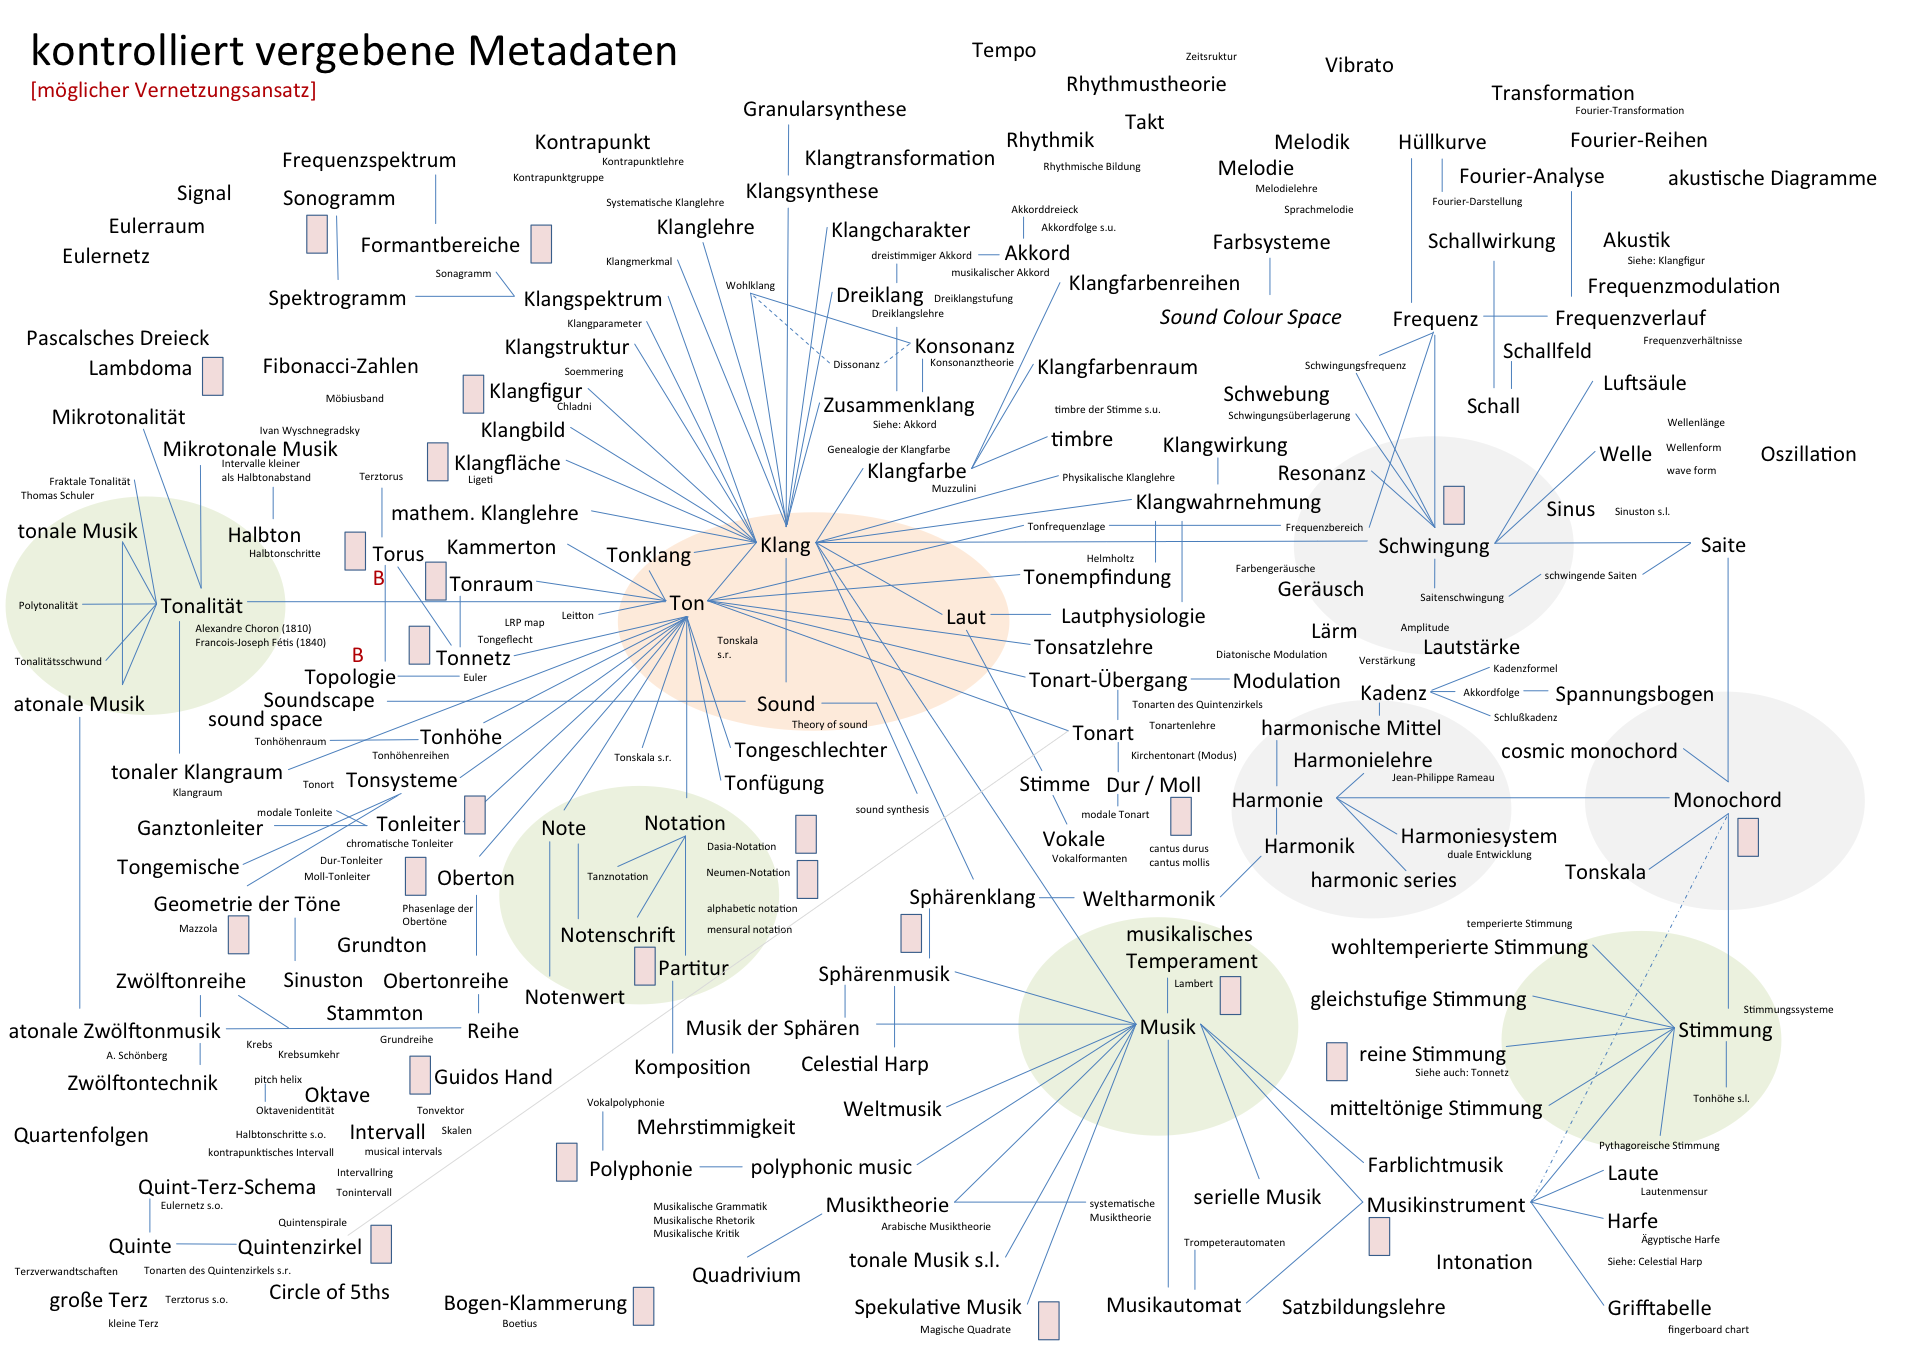 kontrolliert vergebene Metadaten
[möglicher Vernetzungsansatz]
Tempo
Zeitsruktur
Vibrato
Rhythmustheorie
Transformation
Fourier-Transformation
Granularsynthese
Takt
Kontrapunkt
Kontrapunktlehre
Kontrapunktgruppe
Klangtransformation
Rhythmik
Rhythmische Bildung
Melodik
Melodie
Melodielehre
Sprachmelodie
Hüllkurve
Fourier-Reihen
Fourier-Analyse
Fourier-Darstellung
akustische Diagramme
Frequenzspektrum
Signal
Sonogramm
Eulerraum
Eulernetz
Formantbereiche
Sonagramm
Spektrogramm
Klangsynthese
Systematische Klanglehre
Klanglehre
Klangmerkmal
Klangcharakter
dreistimmiger Akkord
Akkorddreieck
Akkordfolge s.u.
Akkord
musikalischer Akkord
Farbsysteme
Schallwirkung
Akustik
Siehe: Klangfigur
Wohlklang
Klangspektrum
Klangparameter
Dreiklang
Dreiklangstufung
Dreiklangslehre
Klangfarbenreihen
Sound Colour Space
Frequenzmodulation
Frequenz
Frequenzverlauf
Frequenzverhältnisse
Pascalsches Dreieck
Lambdoma
Fibonacci-Zahlen
Möbiusband
Klangstruktur
Soemmering
Klangfigur
Chladni
Konsonanz
Konsonanztheorie
Dissonanz
Klangfarbenraum
Schwingungsfrequenz
Schallfeld
Luftsäule
Schwebung
Schwingungsüberlagerung
Schall
Mikrotonalität
Ivan Wyschnegradsky
Mikrotonale Musik
Intervalle kleiner
als Halbtonabstand
Klangbild
Klangfläche
Ligeti
Zusammenklang
Siehe: Akkord
timbre der Stimme s.u.
timbre
Genealogie der Klangfarbe
Klangfarbe
Muzzulini
Klangwirkung
Physikalische Klanglehre
Resonanz
Wellenlänge
Welle
Wellenform
wave form
Oszillation
Fraktale Tonalität
Thomas Schuler
Terztorus
tonale Musik
Halbton
Halbtonschritte
mathem. Klanglehre
Klangwahrnehmung
Tonfrequenzlage
Frequenzbereich
Sinus
Sinuston s.l.
Torus
B
Kammerton
Tonklang
Klang
Schwingung
Saite
Tonraum
Helmholtz
Tonempfindung
Farbengeräusche
Geräusch
schwingende Saiten
Saitenschwingung
Polytonalität
Tonalität
Alexandre Choron (1810)
Francois-Joseph Fétis (1840)
Leitton
Ton
Laut
Lautphysiologie
LRP map
Tongeflecht
Tonnetz
Euler
Tonskala
s.r.
Tonsatzlehre
Lärm
Amplitude
Lautstärke
Verstärkung
Tonalitätsschwund
B
Topologie
Diatonische Modulation
Tonart-Übergang
Modulation
Kadenz
Kadenzformel
Akkordfolge
Spannungsbogen
Schlußkadenz
atonale Musik
Soundscape
sound space
Tonhöhenraum
Sound
Theory of sound
Tonarten des Quintenzirkels
Tonart
Tonartenlehre
Kirchentonart (Modus)
harmonische Mittel
Harmonielehre
Jean-Philippe Rameau
cosmic monochord
Tonhöhe
Tonhöhenreihen
Tonskala s.r.
Tongeschlechter
Tonfügung
tonaler Klangraum
Klangraum
Tonort
Tonsysteme
Stimme
Dur / Moll
modale Tonart
Harmonie
Monochord
modale Tonleite
Ganztonleiter
Tonleiter
chromatische Tonleiter
sound synthesis
Note
Notation
Dasia-Notation
Vokale
Vokalformanten
cantus durus
cantus mollis
Harmonik
Harmoniesystem
duale Entwicklung
harmonic series
Tonskala
Tongemische
Dur-Tonleiter
Moll-Tonleiter
Oberton
Tanznotation
Neumen-Notation
Geometrie der Töne
Mazzola
Phasenlage der
Obertöne
Grundton
alphabetic notation
mensural notation
Notenschrift
Partitur
Notenwert
Sphärenklang
Weltharmonik
temperierte Stimmung
wohltemperierte Stimmung
musikalisches
Temperament
Lambert
Zwölftonreihe
Sinuston
Obertonreihe
Sphärenmusik
gleichstufige Stimmung
Stimmungssysteme
Stammton
atonale Zwölftonmusik
A. Schönberg
Krebs
Krebsumkehr
Grundreihe
Reihe
Musik der Sphären
Musik
Stimmung
reine Stimmung
Siehe auch: Tonnetz
Zwölftontechnik
pitch helix
Oktave
Oktavenidentität
Guidos Hand
Komposition
Celestial Harp
Tonhöhe s.l.
Tonvektor
Vokalpolyphonie
Weltmusik
mitteltönige Stimmung
Quartenfolgen
Halbtonschritte s.o.
kontrapunktisches Intervall
Intervall
Skalen
musical intervals
Mehrstimmigkeit
Pythagoreische Stimmung
Intervallring
Tonintervall
Polyphonie
polyphonic music
Farblichtmusik
Laute
Lautenmensur
Quint-Terz-Schema
Eulernetz s.o.
Quintenspirale
Musikalische Grammatik
Musikalische Rhetorik
Musikalische Kritik
Musiktheorie
Arabische Musiktheorie
systematische
Musiktheorie
serielle Musik
Musikinstrument
Harfe
Ägyptische Harfe
Siehe: Celestial Harp
Quinte
Quintenzirkel
Terzverwandtschaften
Tonarten des Quintenzirkels s.r.
Quadrivium
tonale Musik s.l.
Trompeterautomaten
Intonation
große Terz
Terztorus s.o.
kleine Terz
Circle of 5ths
Bogen-Klammerung
Boetius
Spekulative Musik
Magische Quadrate
Musikautomat
Satzbildungslehre
Grifftabelle
fingerboard chart